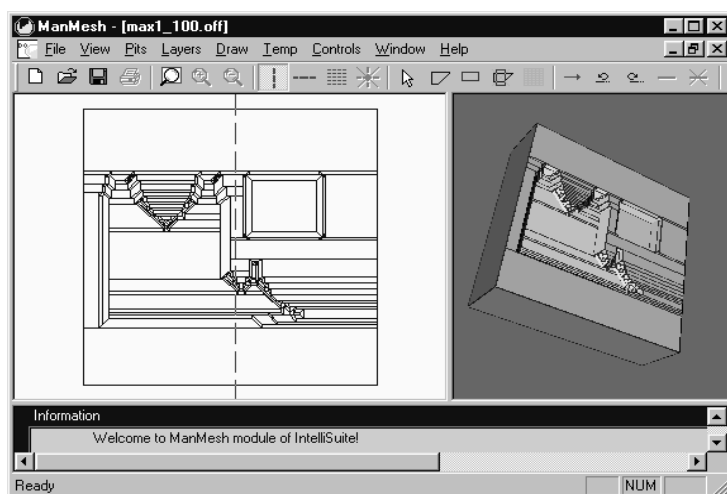 ManMesh - [max1_100.off]
File View Pits Layers Draw Temp Controls Window Help
Information
Welcome to ManMesh module of IntelliSuite!
Ready NUM